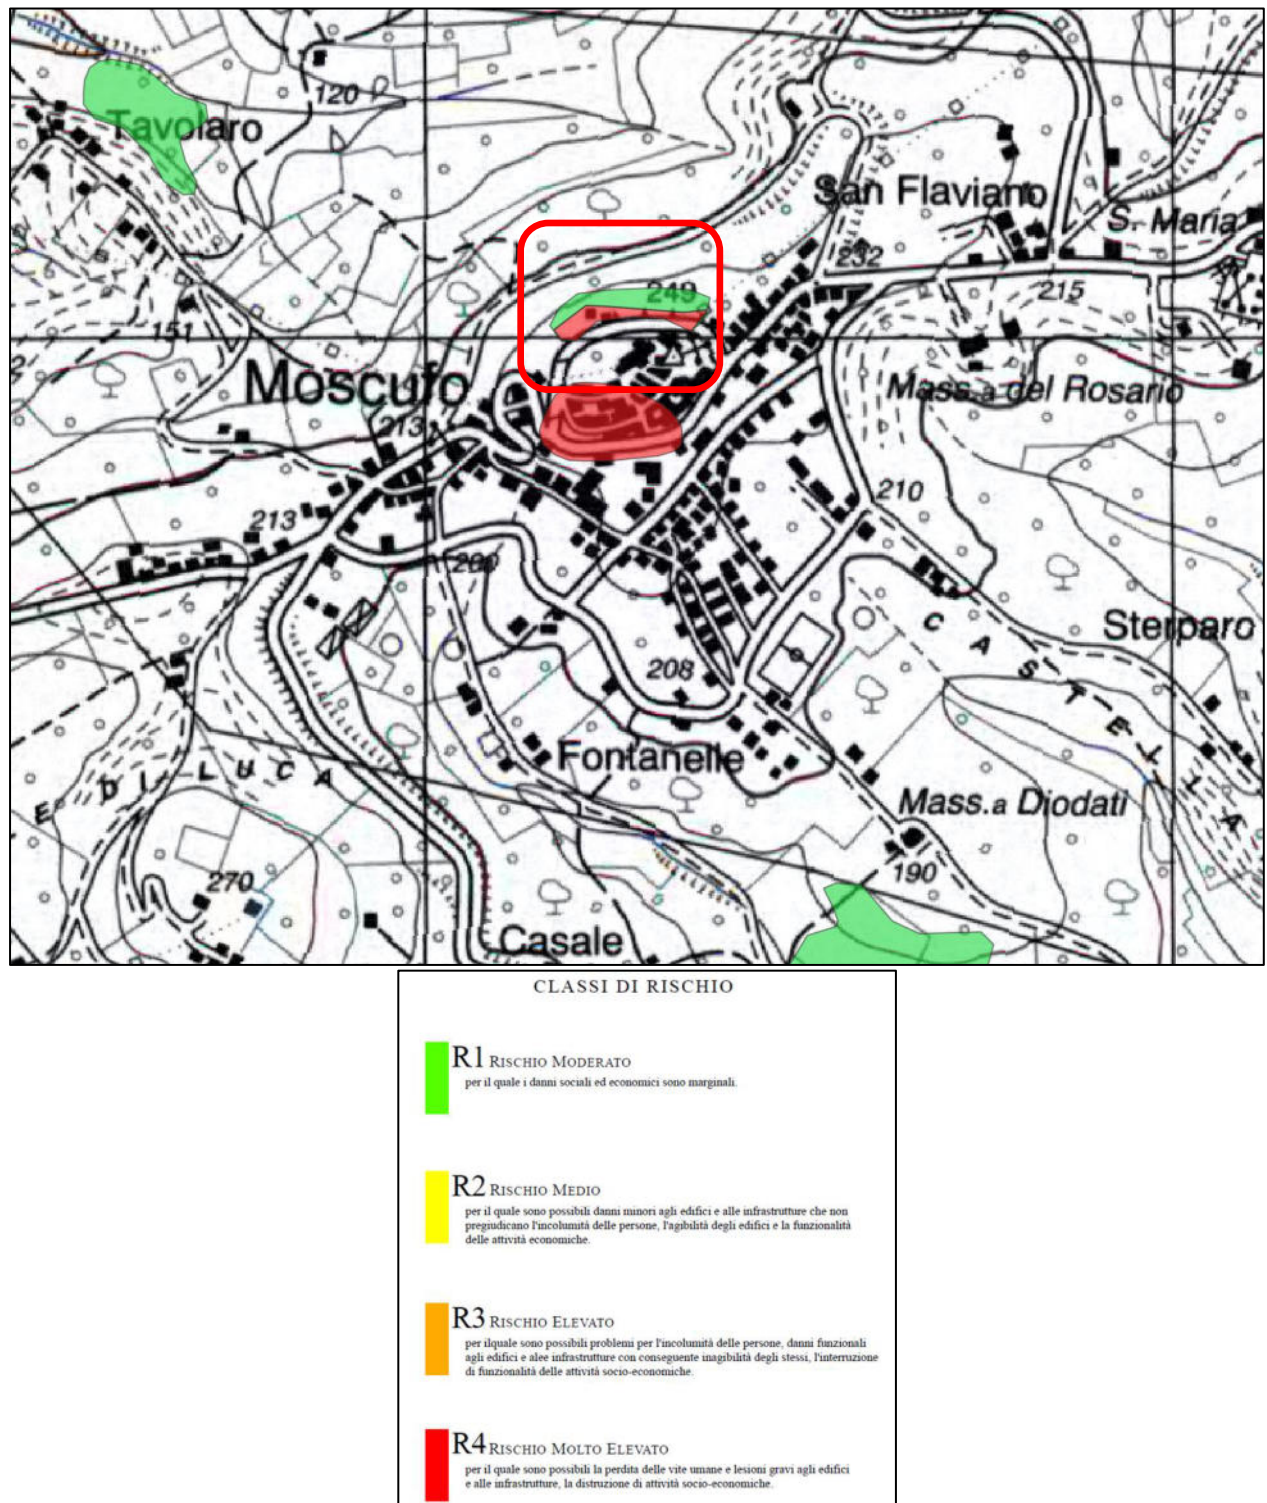 120
Tavolaro
San Flaviano
S. Maria
232
249
215
151
Moscufo
Mass.a del Rosario
213
210
213
200
CASTELLA
Sterparo
208
E DI LUCA
Fontanelle
Mass.a Diodati
270
190
Casale
CLASSI DI RISCHIO
R1 RISCHIO MODERATO
per il quale i danni sociali ed economici sono marginali.
R2 RISCHIO MEDIO
per il quale sono possibili danni minori agli edifici e alle infrastrutture che non
pregiudicano l'incolumità delle persone, l'agibilità degli edifici e la funzionalità
delle attività economiche.
R3 RISCHIO ELEVATO
per ilquale sono possibili problemi per l'incolumità delle persone, danni funzionali
agli edifici e alee infrastrutture con conseguente inagibilità degli stessi, l'interruzione
di funzionalità delle attività socio-economiche.
R4 RISCHIO MOLTO ELEVATO
per il quale sono possibili la perdita delle vite umane e lesioni gravi agli edifici
e alle infrastrutture, la distruzione di attività socio-economiche.